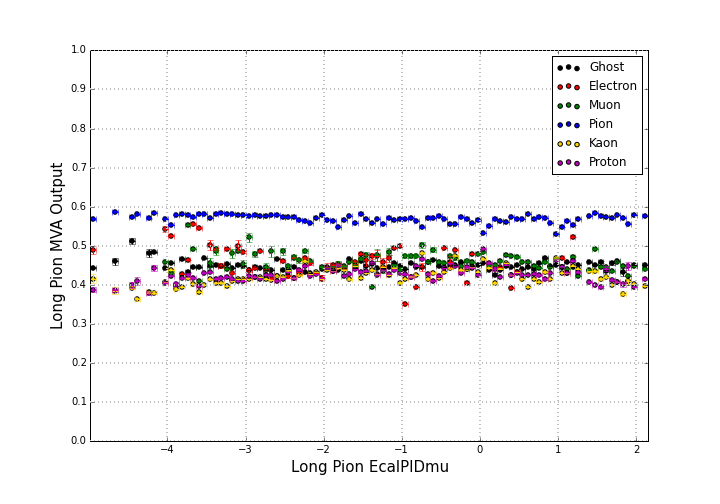 1.0
0.9
0.8
0.7
0.6
0.5
0.4
0.3
0.2
0.1
0.0
Long Pion MVA Output
Ghost
Electron
Muon
Pion
Kaon
Proton
−4 −3 −2 −1 0 1 2
Long Pion EcalPIDmu